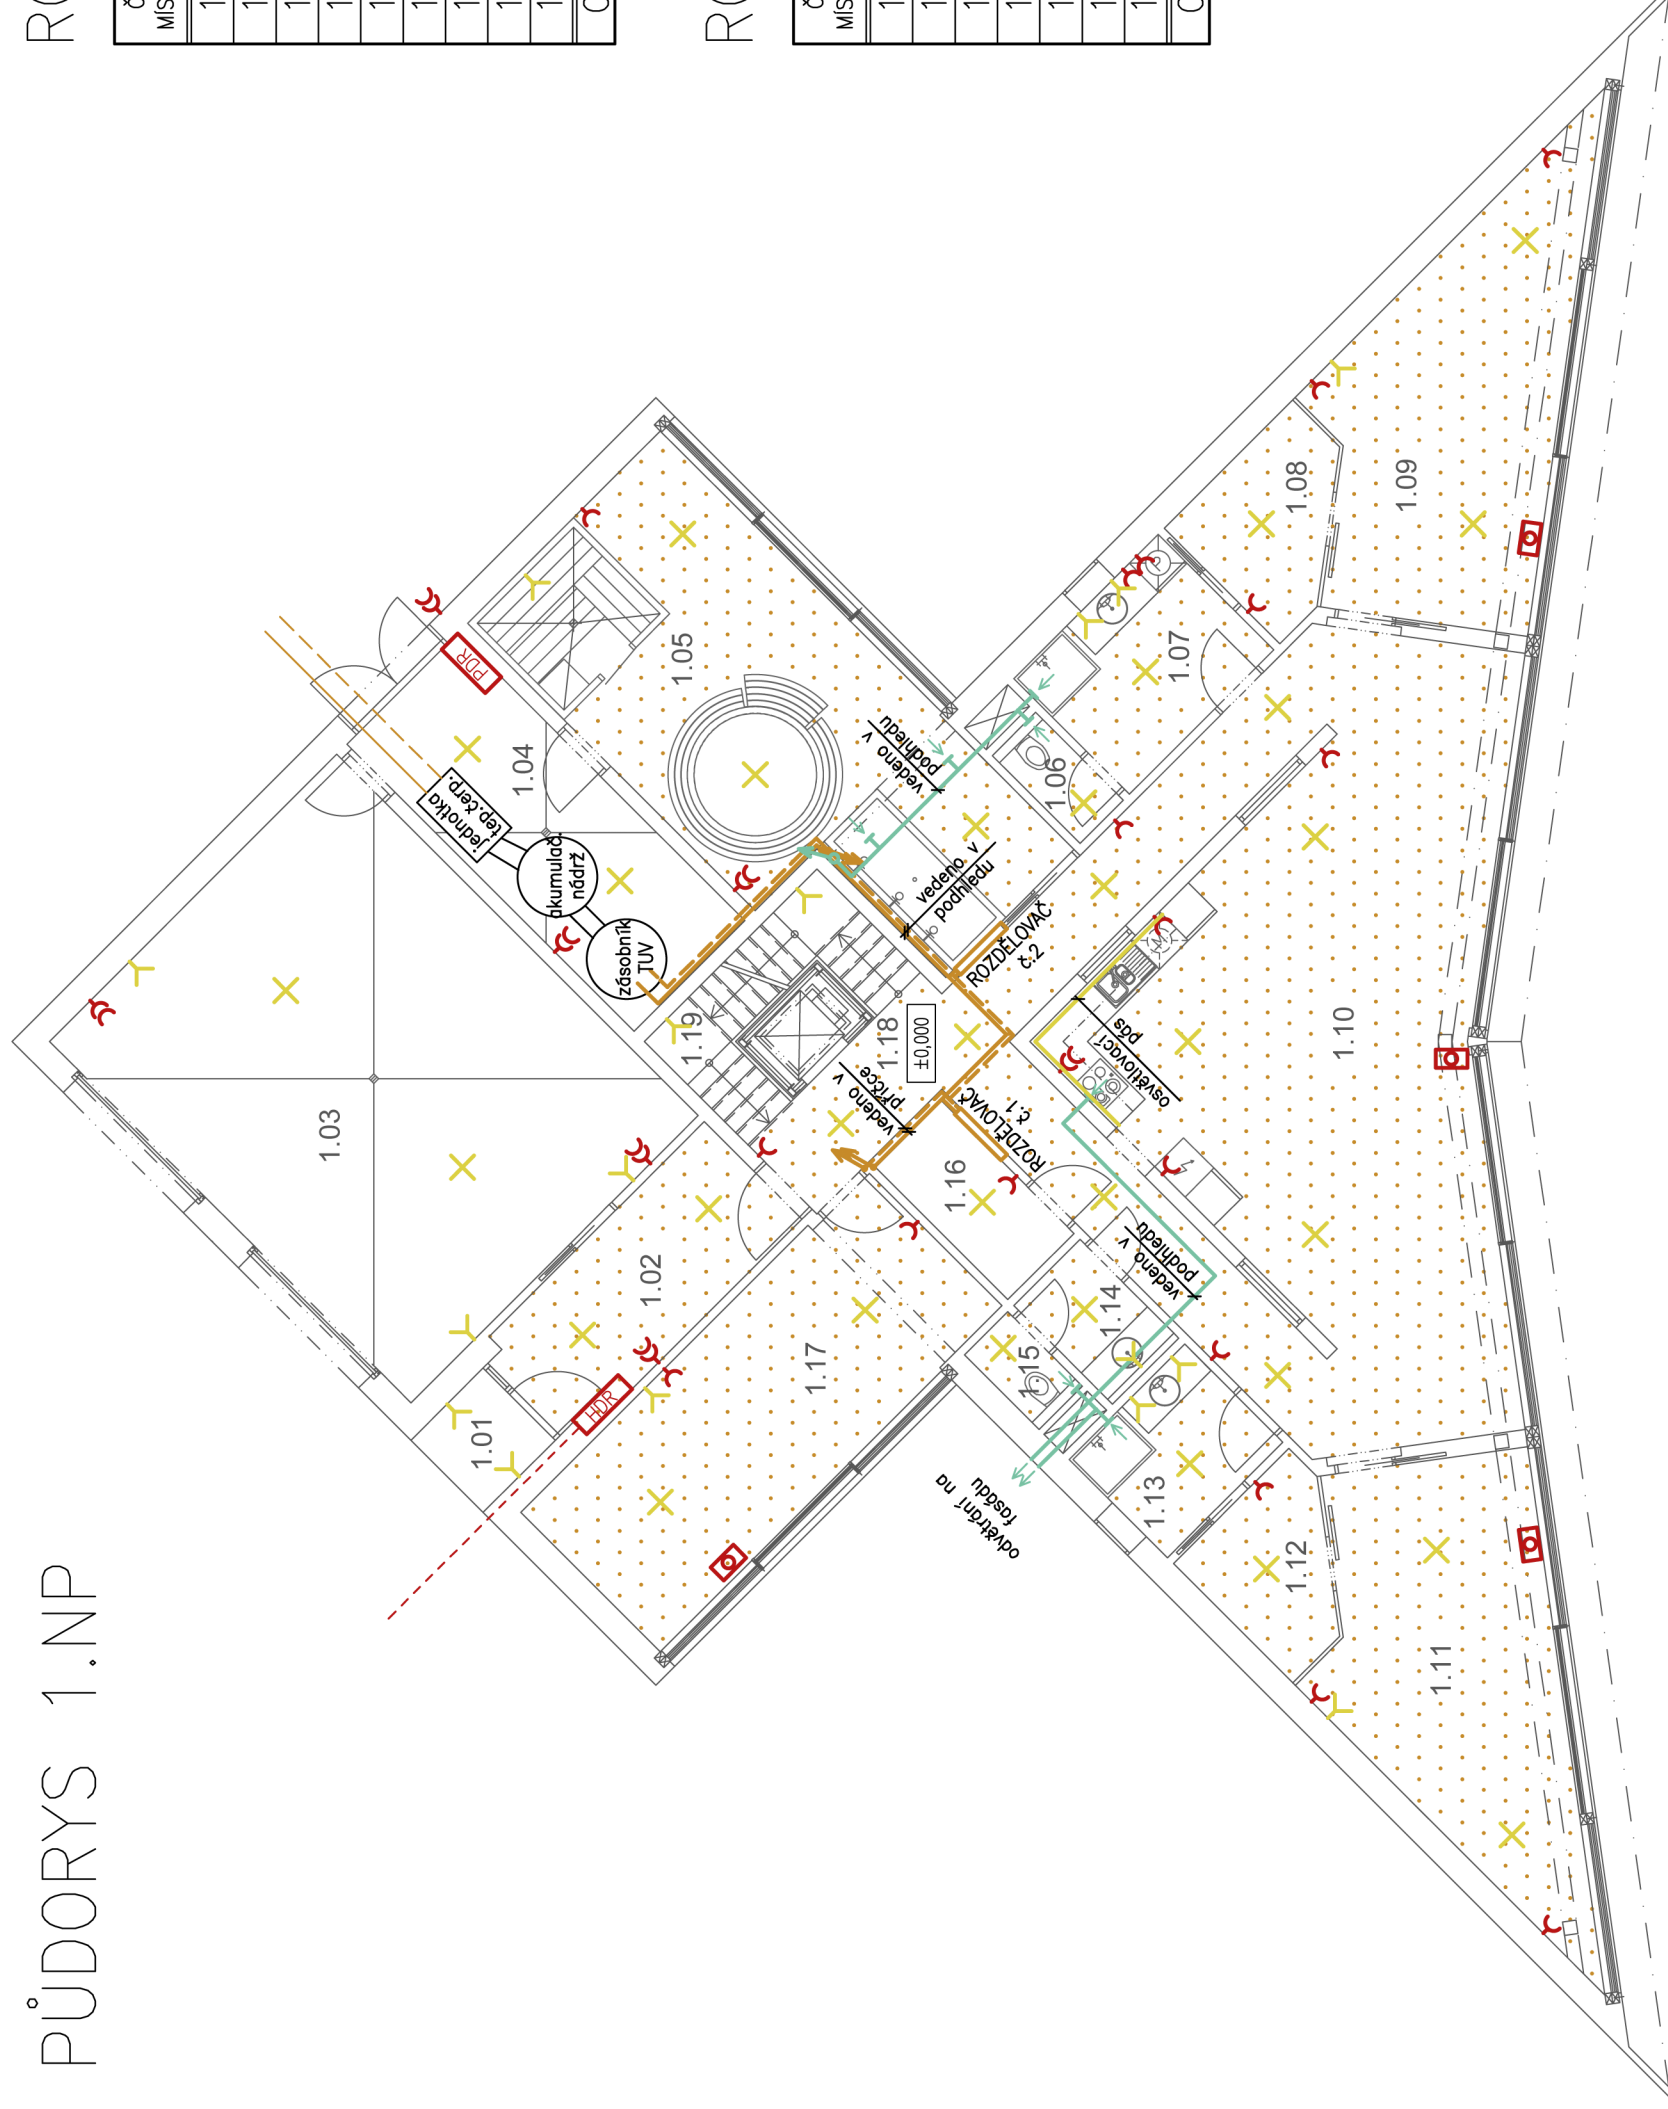 PŮDORYS 1.NP
1.01
1.02
1.03
1.04
1.05
1.06
1.07
1.08
1.09
1.10
1.11
1.12
1.13
1.14
1.15
1.16
1.17
1.18
1.19
±0,000
HDR
PDR
jednotka
tep.čerp.
akumulač.
nádrž
zásobník
TUV
vedeno v
podhledu
vedeno v
podhledu
ROZDĚLOVAČ
č.2
vedeno v
příčce
ROZDĚLOVAČ
č.1
osvětlovací
pás
vedeno v
podhledu
odvětrání na
fasádu